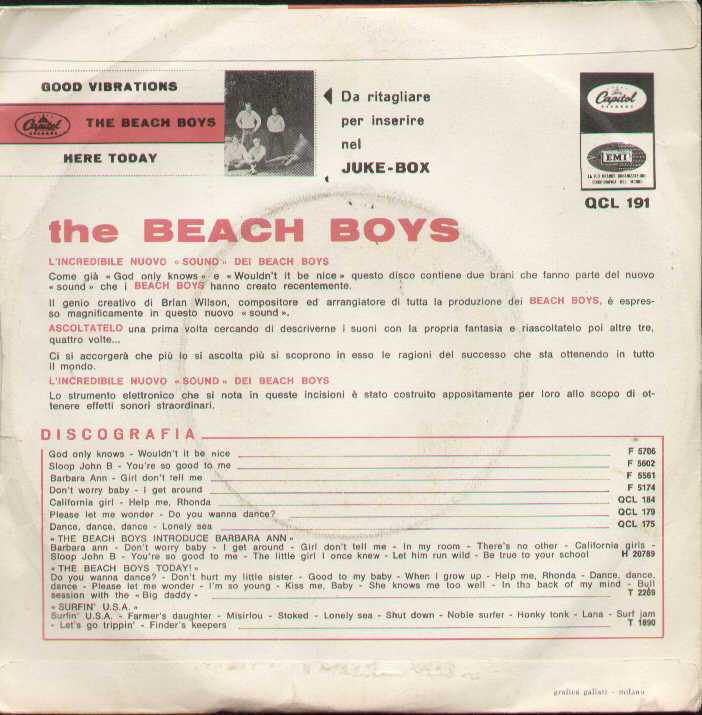 GOOD VIBRATIONS
Capitol
RECORDS
THE BEACH BOYS
HERE TODAY
Da ritagliare
per inserire
nel
JUKE-BOX
Capitol
RECORDS
EMI
LA PIÙ GRANDE ORGANIZZAZIONE
DISCOGRAFICA DEL MONDO
QCL 191
the BEACH BOYS
L'INCREDIBILE NUOVO « SOUND » DEI BEACH BOYS
Come già « God only knows » e « Wouldn't it be nice » questo disco contiene due brani che fanno parte del nuovo
« sound » che i BEACH BOYS hanno creato recentemente.
Il genio creativo di Brian Wilson, compositore ed arrangiatore di tutta la produzione dei BEACH BOYS, è espres-
so magnificamente in questo nuovo « sound ».
ASCOLTATELO una prima volta cercando di descriverne i suoni con la propria fantasia e riascoltatelo poi altre tre,
quattro volte...
Ci si accorgerà che più lo si ascolta più si scoprono in esso le ragioni del successo che sta ottenendo in tutto
il mondo.
L'INCREDIBILE NUOVO « SOUND » DEI BEACH BOYS
Lo strumento elettronico che si nota in queste incisioni è stato costruito appositamente per loro allo scopo di ot-
tenere effetti sonori straordinari.
DISCOGRAFIA
God only knows - Wouldn't it be nice F 5706
Sloop John B - You're so good to me F 5602
Barbara Ann - Girl don't tell me F 5561
Don't worry baby - I get around F 5174
California girl - Help me, Rhonda QCL 184
Please let me wonder - Do you wanna dance? QCL 179
Dance, dance, dance - Lonely sea QCL 175
« THE BEACH BOYS INTRODUCE BARBARA ANN »
Barbara ann - Don't worry baby - I get around - Girl don't tell me - In my room - There's no other - California girls -
Sloop John B - You're so good to me - The little girl I once knew - Let him run wild - Be true to your school H 20789
« THE BEACH BOYS TODAY! »
Do you wanna dance? - Don't hurt my little sister - Good to my baby - When I grow up - Help me, Rhonda - Dance, dance,
dance - Please let me wonder - I'm so young - Kiss me, Baby - She knows me too well - In the back of my mind - Bull
session with the « Big daddy » T 2269
« SURFIN' U.S.A. »
Surfin' U.S.A. - Farmer's daughter - Misirlou - Stoked - Lonely sea - Shut down - Noble surfer - Honky tonk - Lana - Surf jam
- Let's go trippin' - Finder's keepers T 1890
grafica gallati - milano